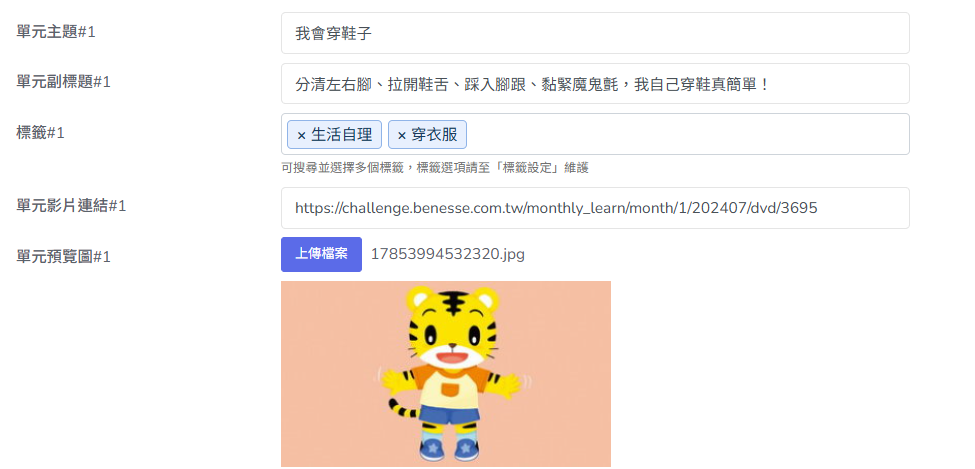 單元主題#1
我會穿鞋子
單元副標題#1
分清左右腳、拉開鞋舌、踩入腳跟、黏緊魔鬼氈，我自己穿鞋真簡單！
標籤#1
× 生活自理 × 穿衣服
可搜尋並選擇多個標籤，標籤選項請至「標籤設定」維護
單元影片連結#1
https://challenge.benesse.com.tw/monthly_learn/month/1/202407/dvd/3695
單元預覽圖#1
上傳檔案 17853994532320.jpg